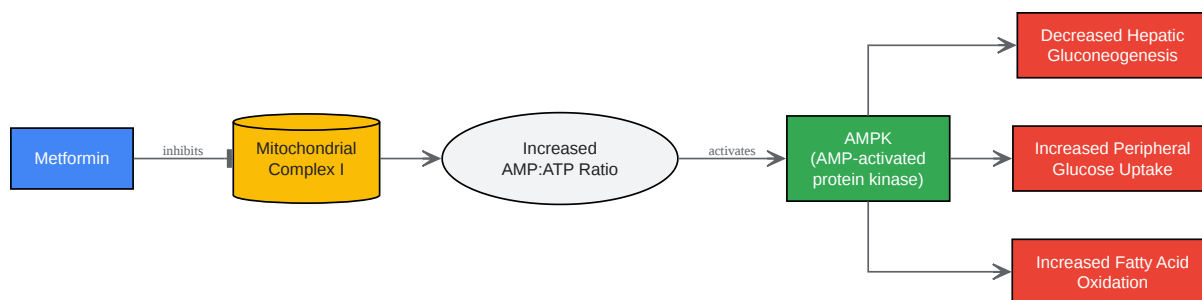 Metformin
inhibits
Mitochondrial
Complex I
Increased
AMP:ATP Ratio
activates
AMPK
(AMP-activated
protein kinase)
Decreased Hepatic
Gluconeogenesis
Increased Peripheral
Glucose Uptake
Increased Fatty Acid
Oxidation